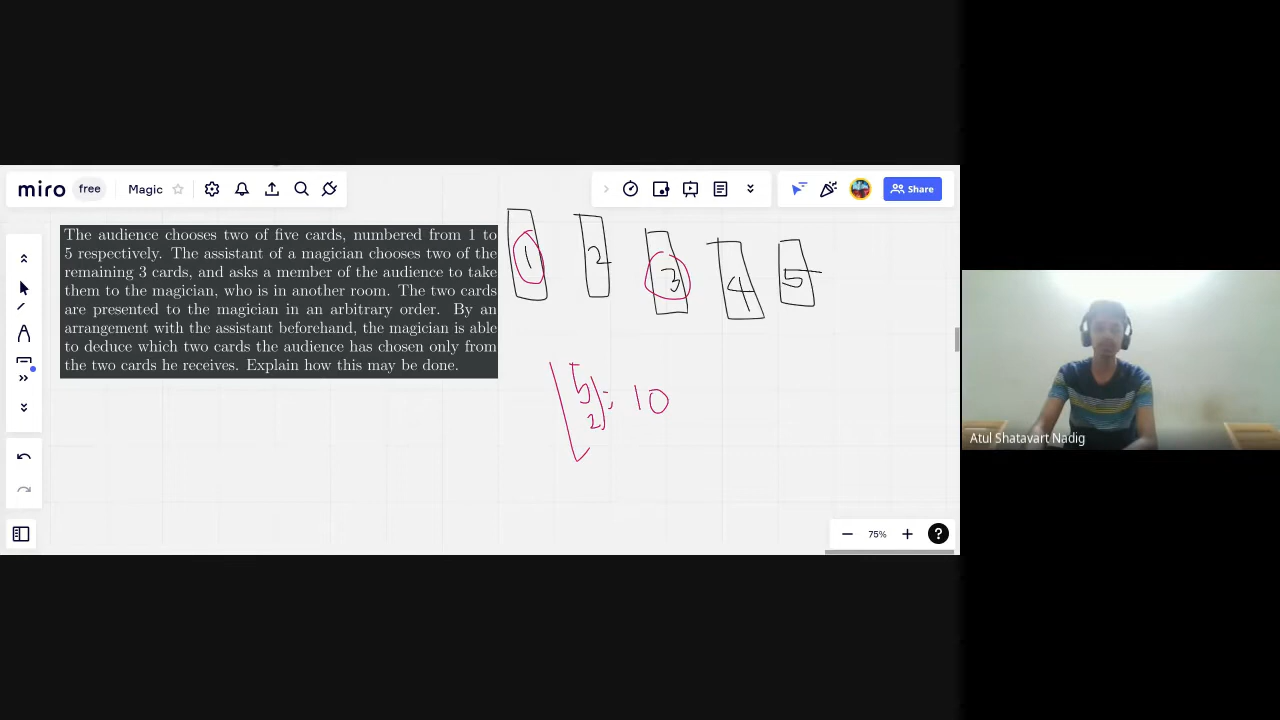 miro free Magic Share
The audience chooses two of five cards, numbered from 1 to
5 respectively. The assistant of a magician chooses two of the
remaining 3 cards, and asks a member of the audience to take
them to the magician, who is in another room. The two cards
are presented to the magician in an arbitrary order. By an
arrangement with the assistant beforehand, the magician is able
to deduce which two cards the audience has chosen only from
the two cards he receives. Explain how this may be done.
1 2 3 4 5
5
2
10
Atul Shatavart Nadig
75%